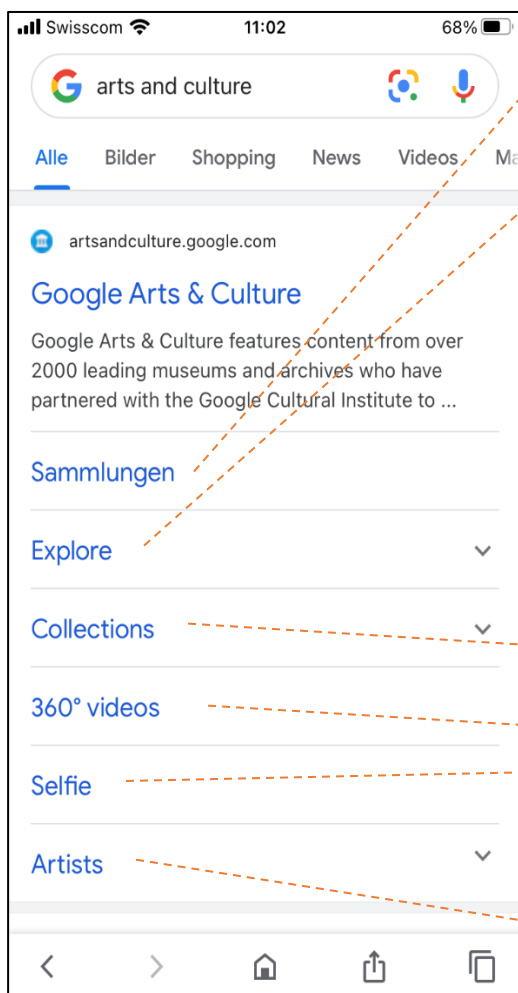 Swisscom 11:02 68%
arts and culture
Alle Bilder Shopping News Videos Ma
artsandculture.google.com
Google Arts & Culture
Google Arts & Culture features content from over
2000 leading museums and archives who have
partnered with the Google Cultural Institute to ...
Sammlungen
Explore
Collections
360° videos
Selfie
Artists